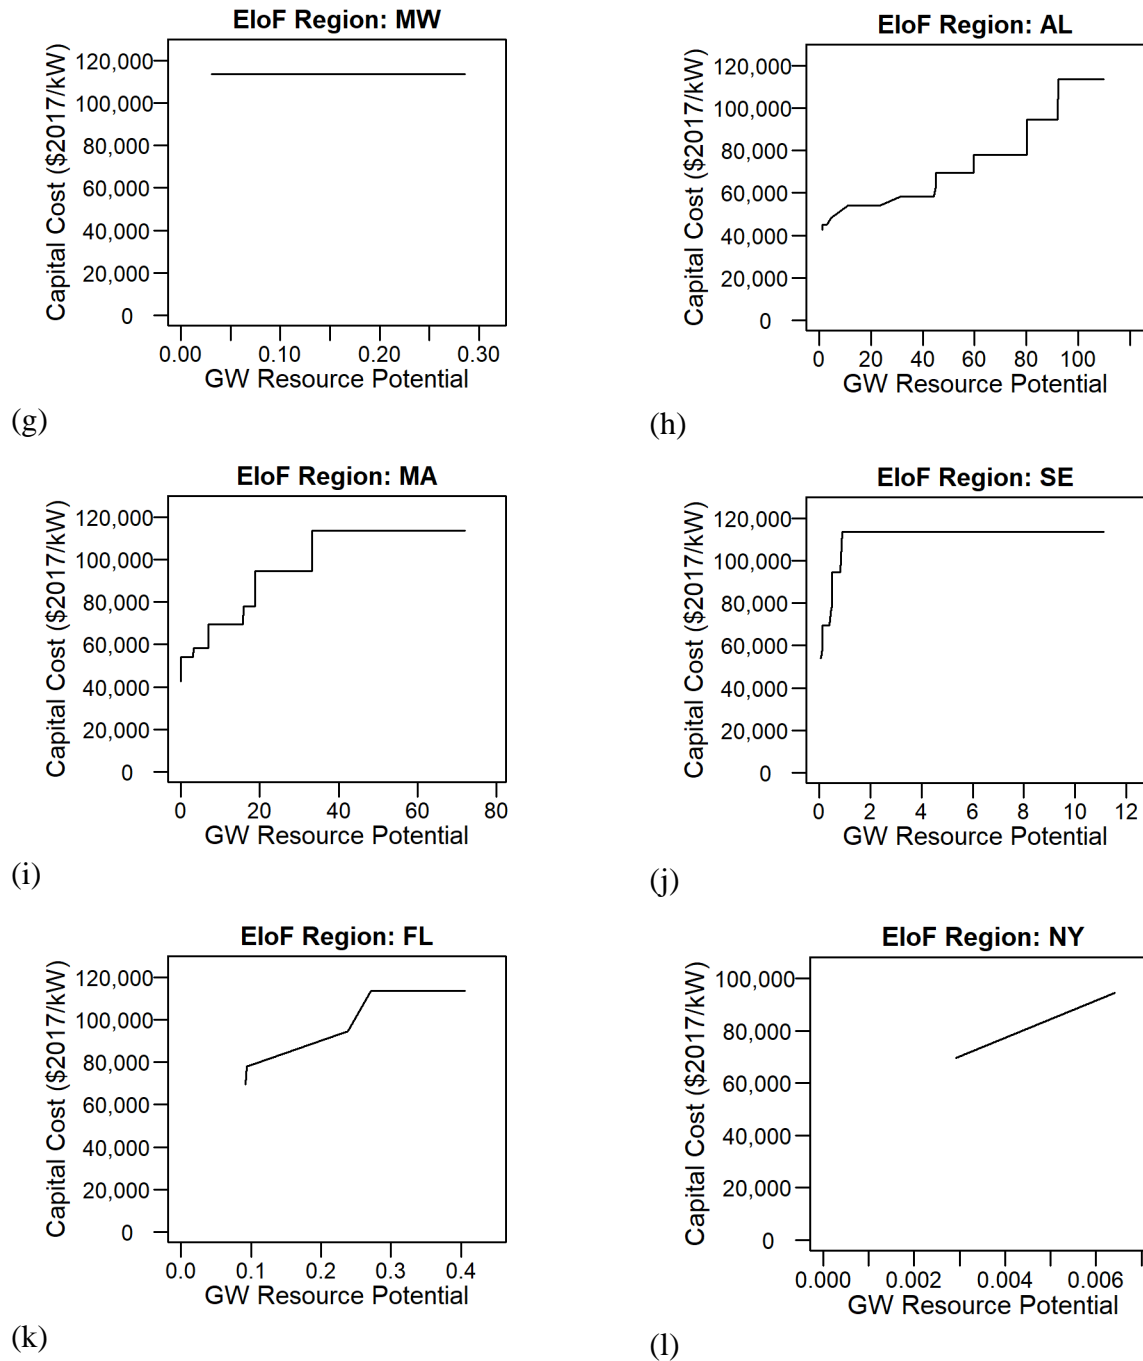 EIoF Region: MW
Capital Cost ($2017/kW)
120,000
100,000
80,000
60,000
40,000
20,000
0
0.00 0.10 0.20 0.30
GW Resource Potential
(g)
EIoF Region: AL
Capital Cost ($2017/kW)
120,000
100,000
80,000
60,000
40,000
20,000
0
0 20 40 60 80 100
GW Resource Potential
(h)
EIoF Region: MA
Capital Cost ($2017/kW)
120,000
100,000
80,000
60,000
40,000
20,000
0
0 20 40 60 80
GW Resource Potential
(i)
EIoF Region: SE
Capital Cost ($2017/kW)
120,000
100,000
80,000
60,000
40,000
20,000
0
0 2 4 6 8 10 12
GW Resource Potential
(j)
EIoF Region: FL
Capital Cost ($2017/kW)
120,000
100,000
80,000
60,000
40,000
20,000
0
0.0 0.1 0.2 0.3 0.4
GW Resource Potential
(k)
EIoF Region: NY
Capital Cost ($2017/kW)
100,000
80,000
60,000
40,000
20,000
0
0.000 0.002 0.004 0.006
GW Resource Potential
(l)